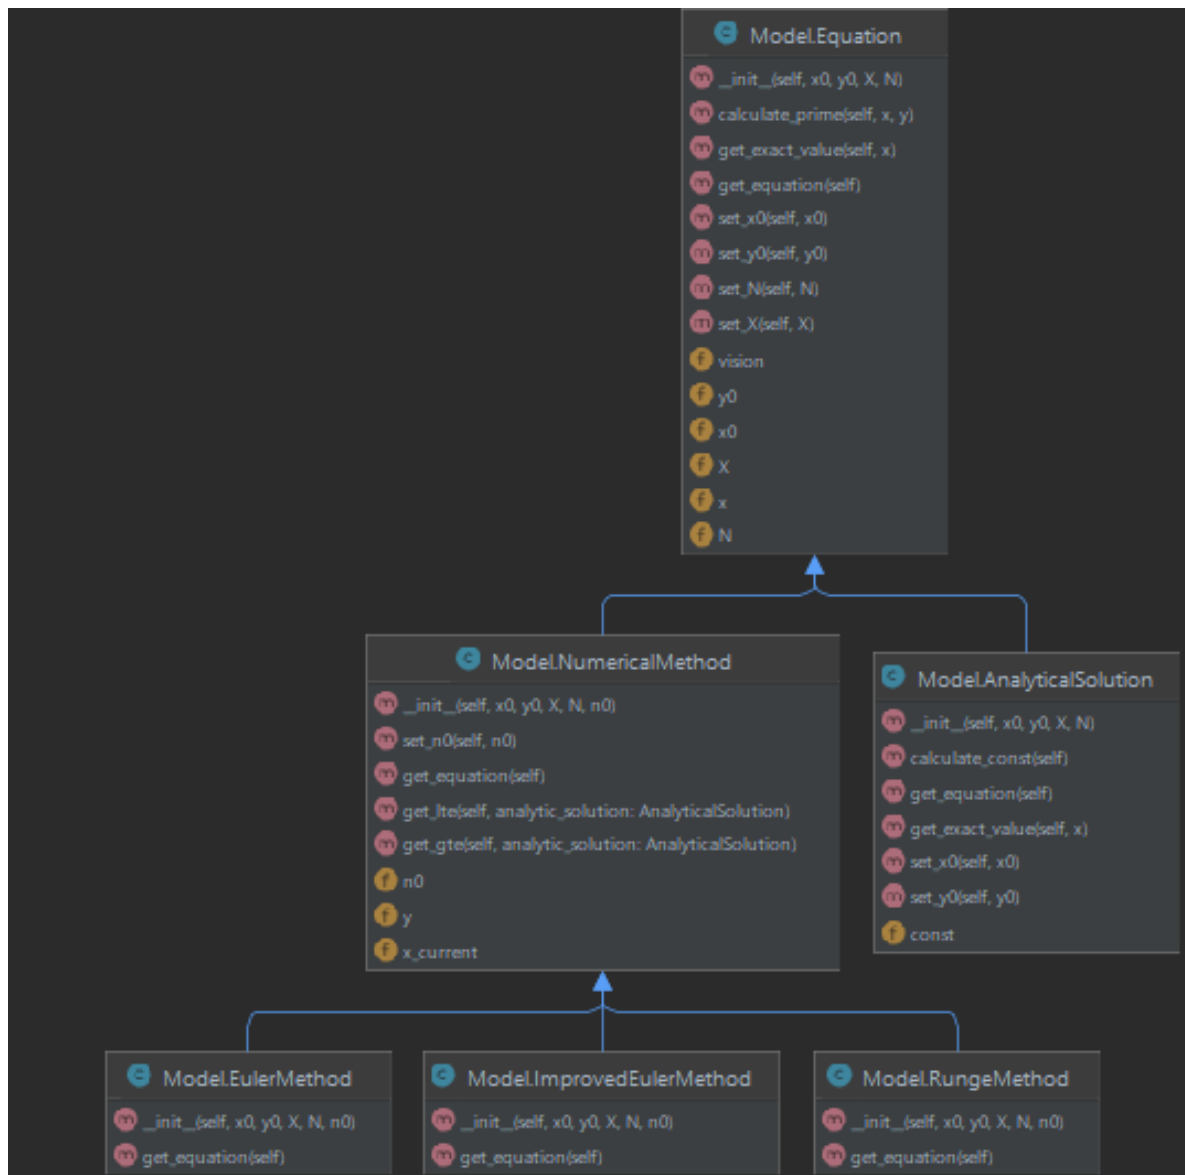 Model.Equation
__init__(self, x0, y0, X, N)
calculate_prime(self, x, y)
get_exact_value(self, x)
get_equation(self)
set_x0(self, x0)
set_y0(self, y0)
set_N(self, N)
set_X(self, X)
vision
y0
x0
X
x
N
Model.NumericalMethod
__init__(self, x0, y0, X, N, n0)
set_n0(self, n0)
get_equation(self)
get_lte(self, analytic_solution: AnalyticalSolution)
get_gte(self, analytic_solution: AnalyticalSolution)
n0
y
x_current
Model.AnalyticalSolution
__init__(self, x0, y0, X, N)
calculate_const(self)
get_equation(self)
get_exact_value(self, x)
set_x0(self, x0)
set_y0(self, y0)
const
Model.EulerMethod
__init__(self, x0, y0, X, N, n0)
get_equation(self)
Model.ImprovedEulerMethod
__init__(self, x0, y0, X, N, n0)
get_equation(self)
Model.RungeMethod
__init__(self, x0, y0, X, N, n0)
get_equation(self)